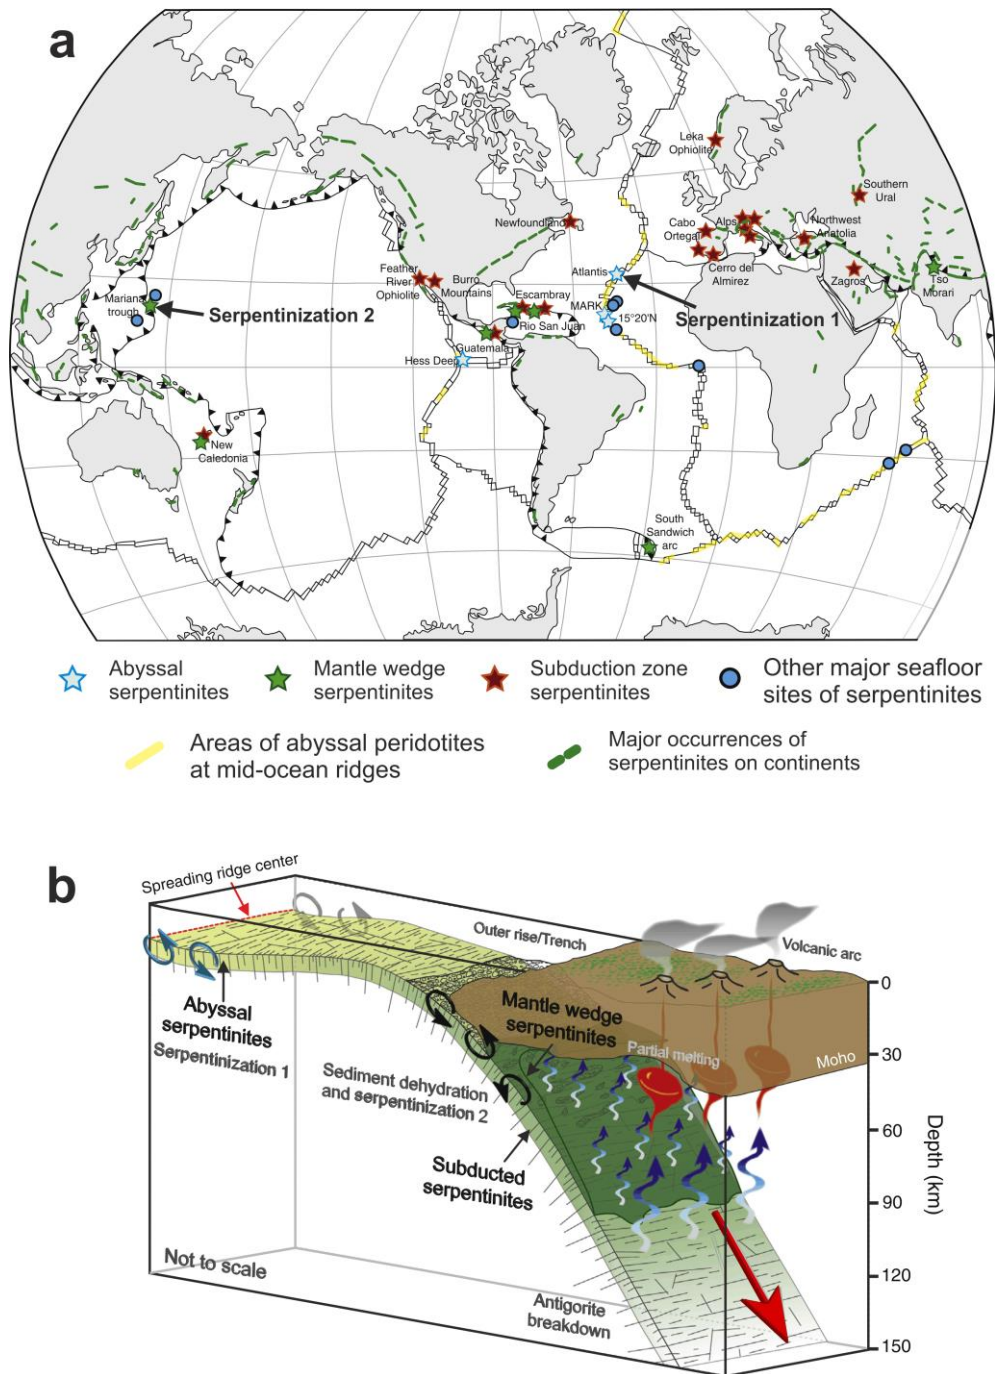 a
Leka
Ophiolite
Southern
Ural
Newfoundland
Cabo
Ortegal
Alps
Northwest
Anatolia
Cerro del
Almirez
Zagros
Tso
Morari
Atlantis
Feather
River
Ophiolite
Burro
Mountains
Escambray
MARK
15°20'N
Serpentinization 1
Mariana
trough
Serpentinization 2
Rio San Juan
Guatemala
Hess Deep
New
Caledonia
South
Sandwich
arc
Abyssal
serpentinites
Mantle wedge
serpentinites
Subduction zone
serpentinites
Other major seafloor
sites of serpentinites
Areas of abyssal peridotites
at mid-ocean ridges
Major occurrences of
serpentinites on continents
b
Spreading ridge center
Outer rise/Trench
Volcanic arc
Abyssal
serpentinites
Serpentinization 1
Mantle wedge
serpentinites
Partial melting
Moho
Sediment dehydration
and serpentinization 2
Subducted
serpentinites
Not to scale
Antigorite
breakdown
0
30
60
90
120
150
Depth (km)